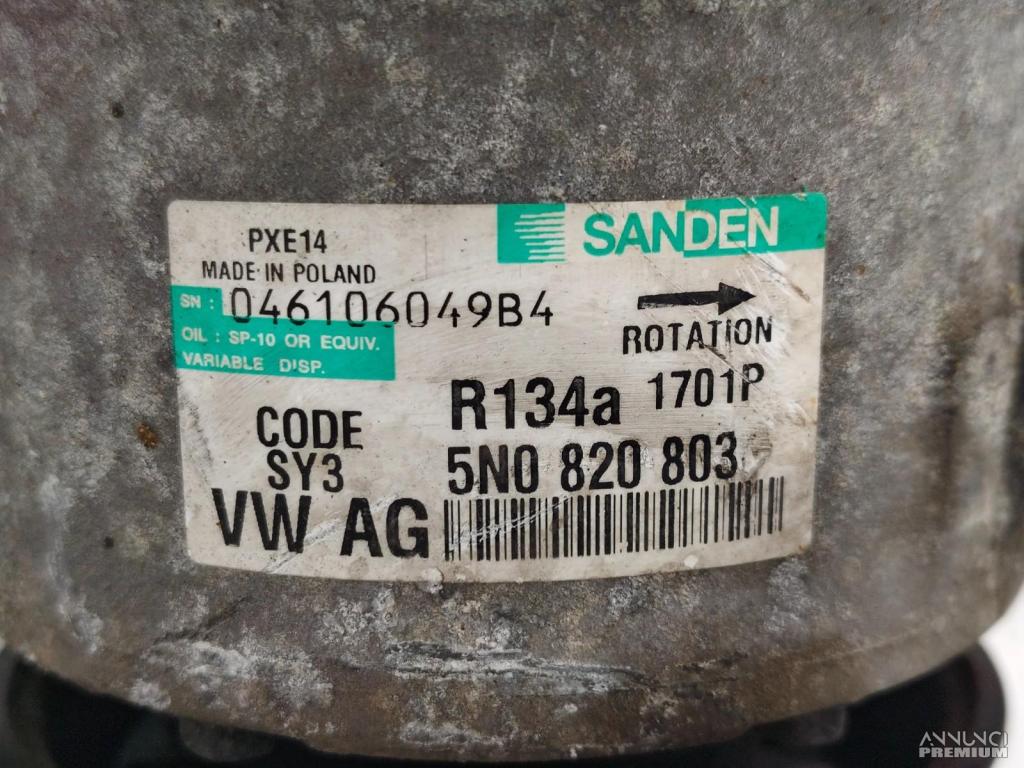 SANDEN
PXE14
MADE IN POLAND
SN : 046106049B4
OIL : SP-10 OR EQUIV.
VARIABLE DISP.
ROTATION
R134a 1701P
CODE
SY3
5N0 820 803
VW AG
ANNUNCI
PREMIUM